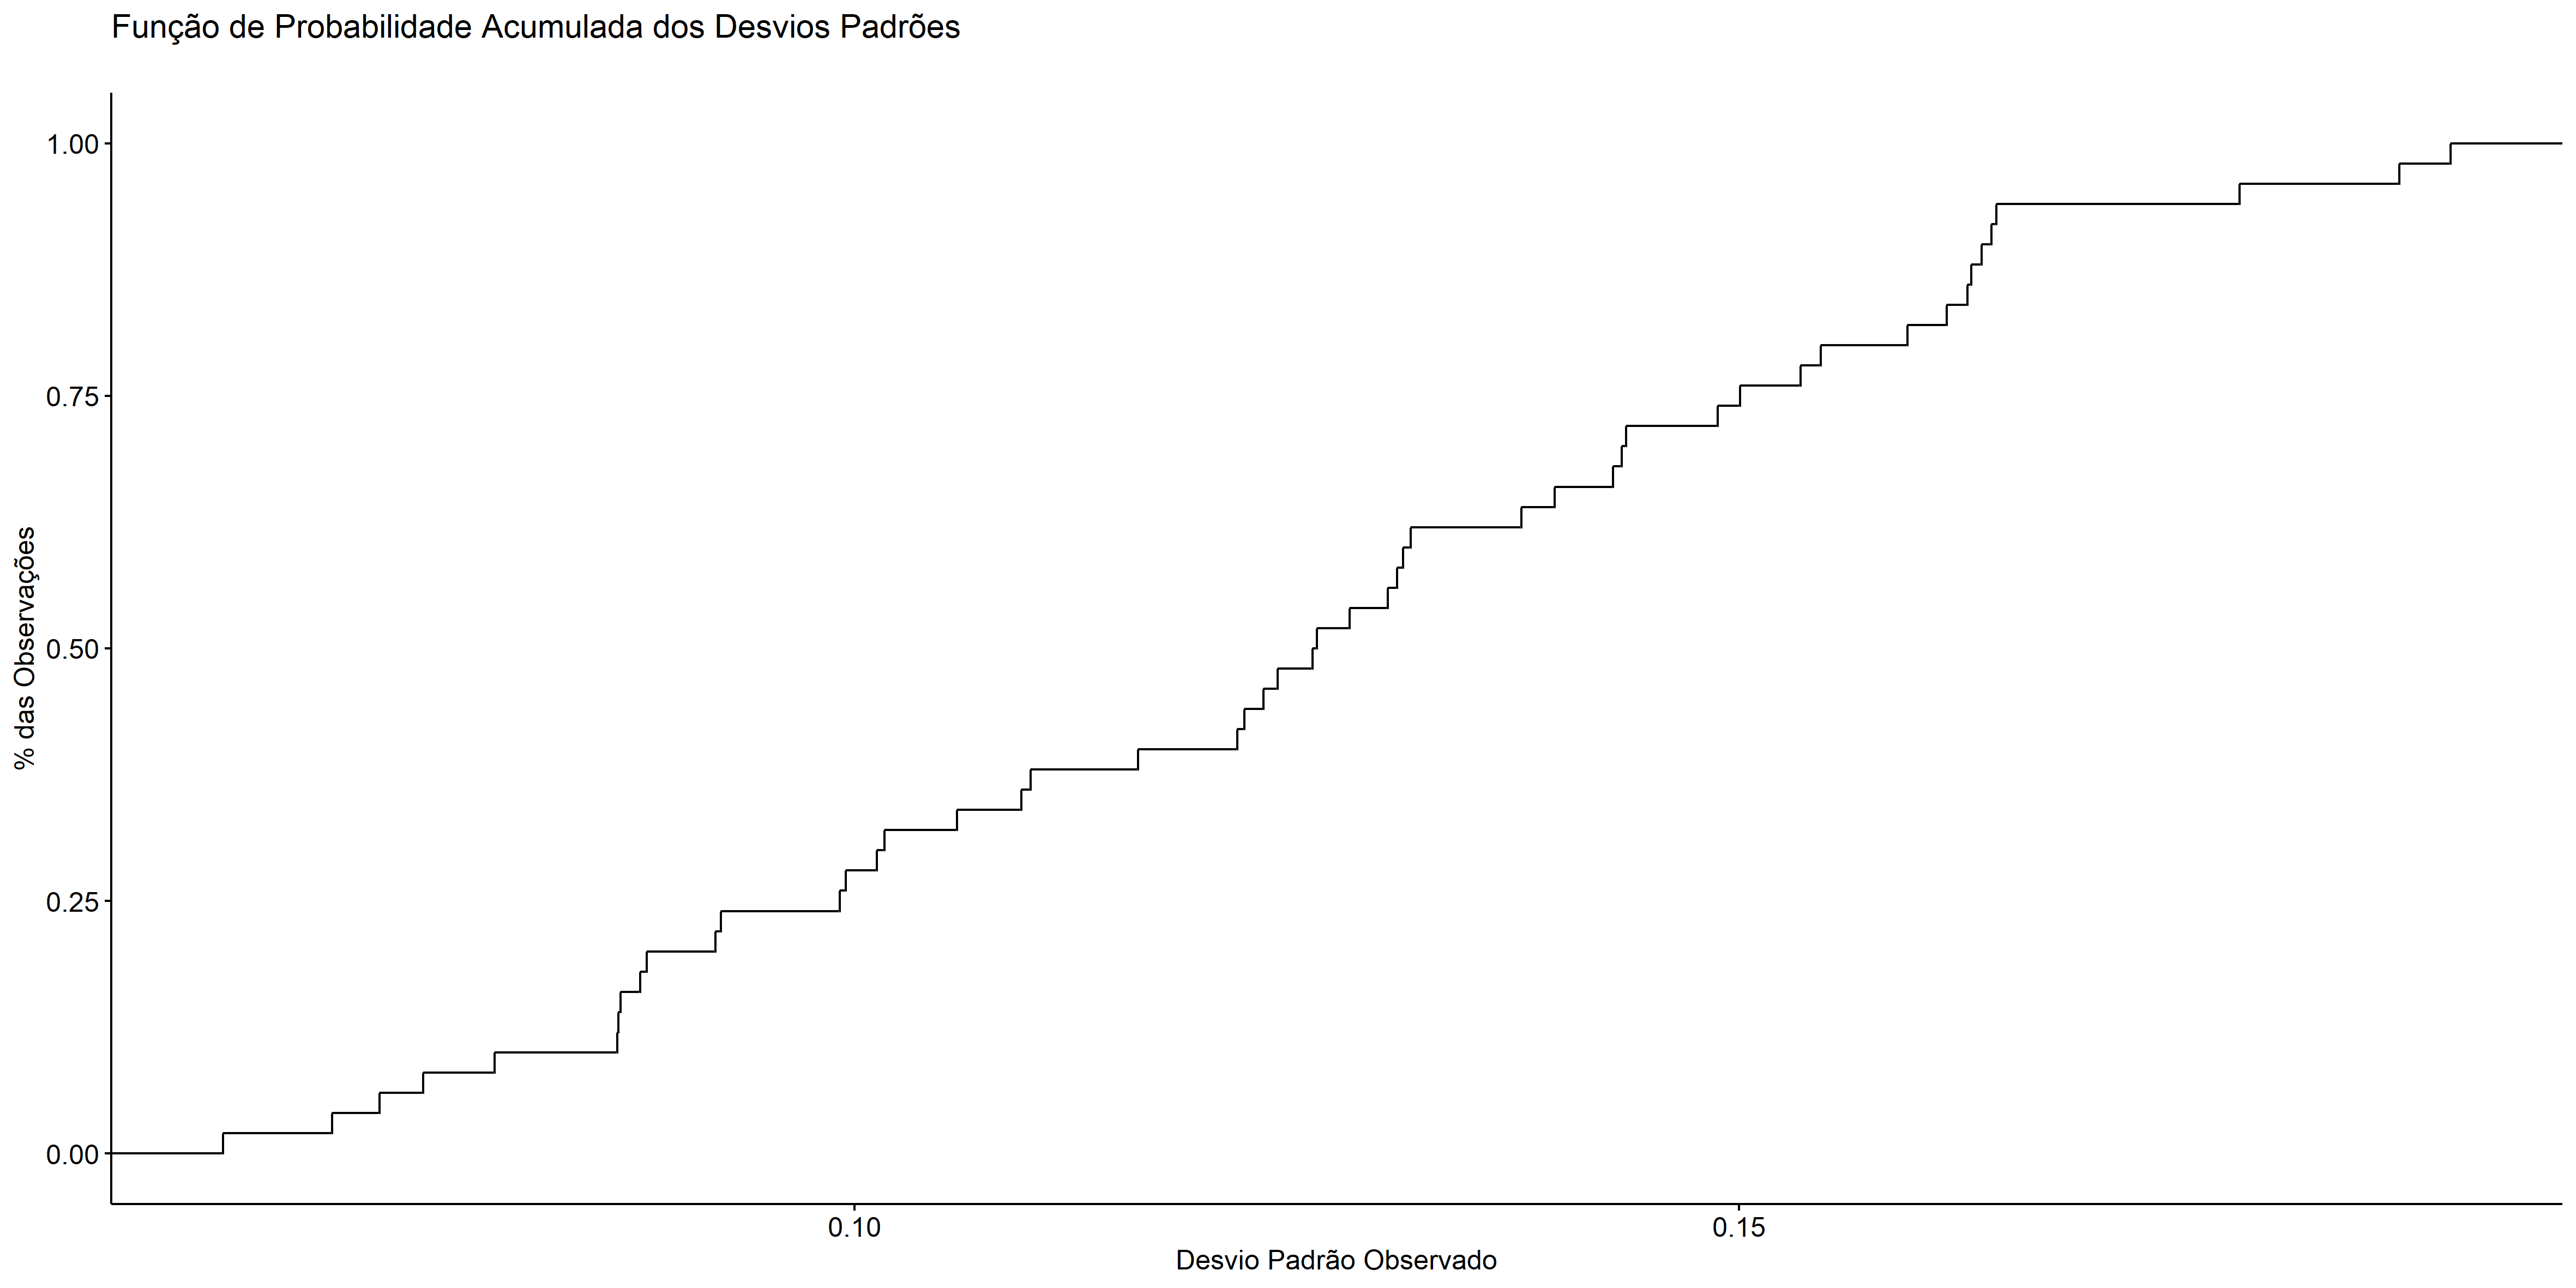 Função de Probabilidade Acumulada dos Desvios Padrões
1.00
0.75
0.50
0.25
0.00
% das Observações
0.10
0.15
Desvio Padrão Observado